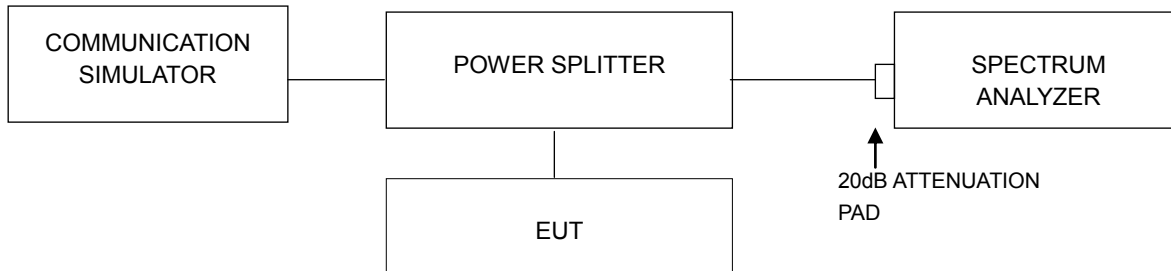 COMMUNICATION
SIMULATOR
POWER SPLITTER
SPECTRUM
ANALYZER
20dB ATTENUATION
PAD
EUT